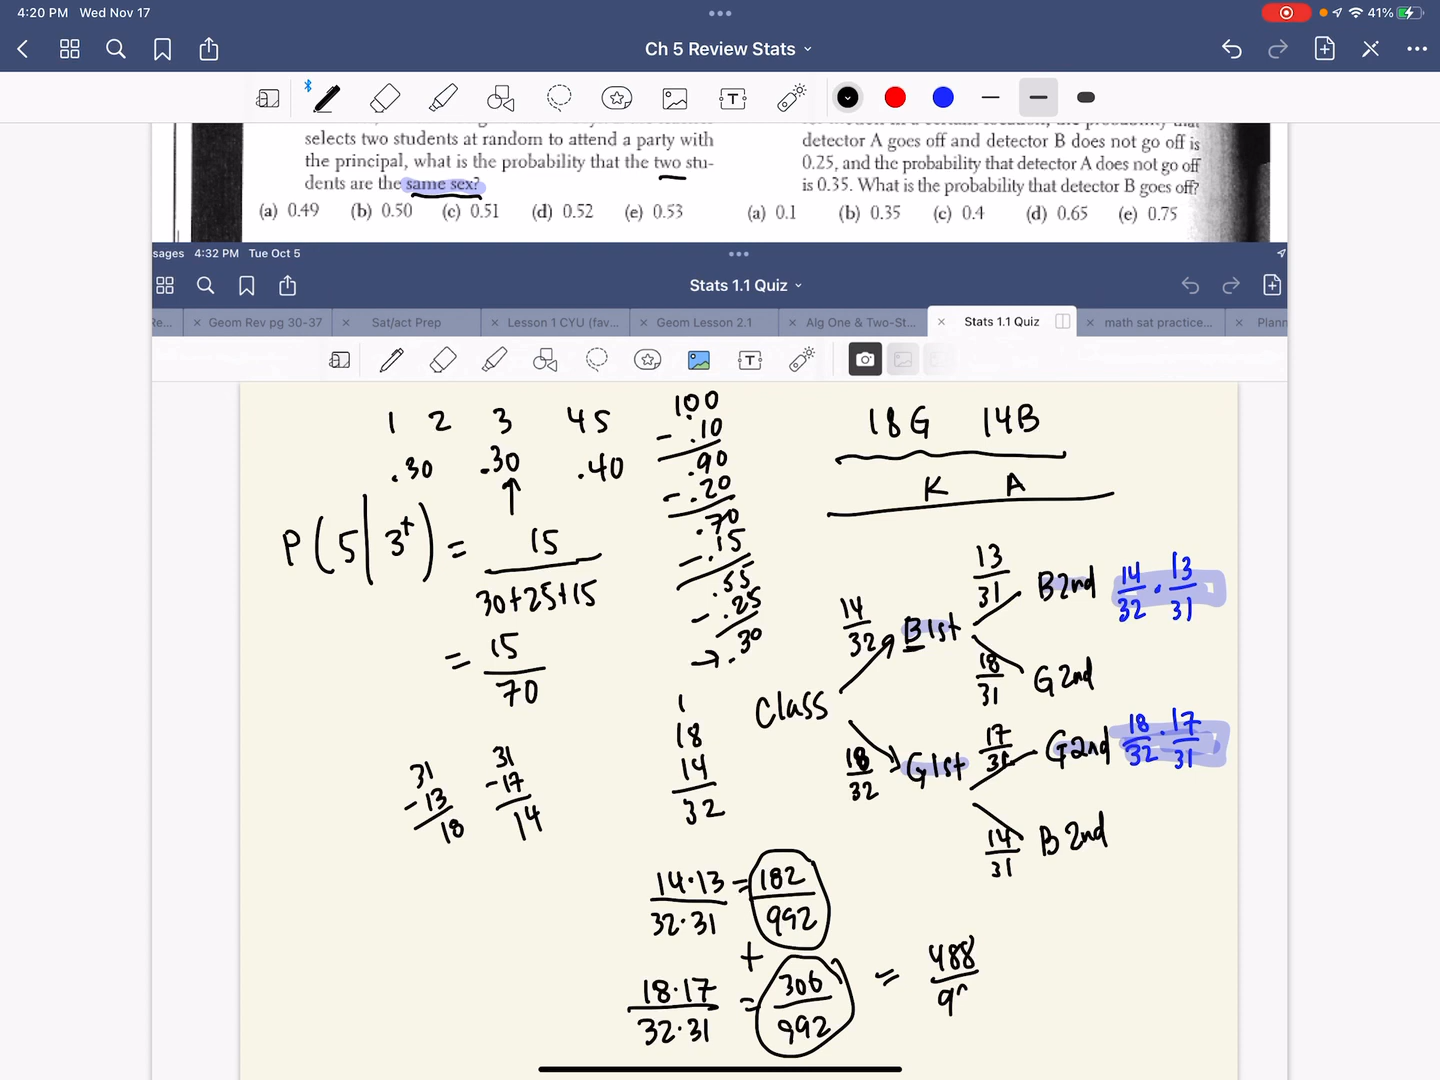 4:20 PM Wed Nov 17
41%
Ch 5 Review Stats
selects two students at random to attend a party with
the principal, what is the probability that the two stu-
dents are the same sex?
(a) 0.49 (b) 0.50 (c) 0.51 (d) 0.52 (e) 0.53
detector A goes off and detector B does not go off is
0.25, and the probability that detector A does not go off
is 0.35. What is the probability that detector B goes off?
(a) 0.1 (b) 0.35 (c) 0.4 (d) 0.65 (e) 0.75
sages 4:32 PM Tue Oct 5
Stats 1.1 Quiz
Re... × Geom Rev pg 30-37 × Sat/act Prep × Lesson 1 CYU (fav... × Geom Lesson 2.1 × Alg One & Two-St... × Stats 1.1 Quiz × math sat practice... × Plann
1 2 3 4 5
.30 .30 .40
P(5|3+) = 15
30+25+15
= 15
70
31
-13
18
31
-17
14
1.00
- .10
.90
- .20
.70
- .15
.55
- .25
→ .30
1
18
14
32
18G 14B
K A
Class
14
32
B 1st
13
31
B 2nd
14/32 · 13/31
18
31
G 2nd
18
32
G 1st
17
31
G 2nd
18/32 · 17/31
14
31
B 2nd
14·13 = 182
32·31 992
+
18·17 = 306
32·31 992
= 488